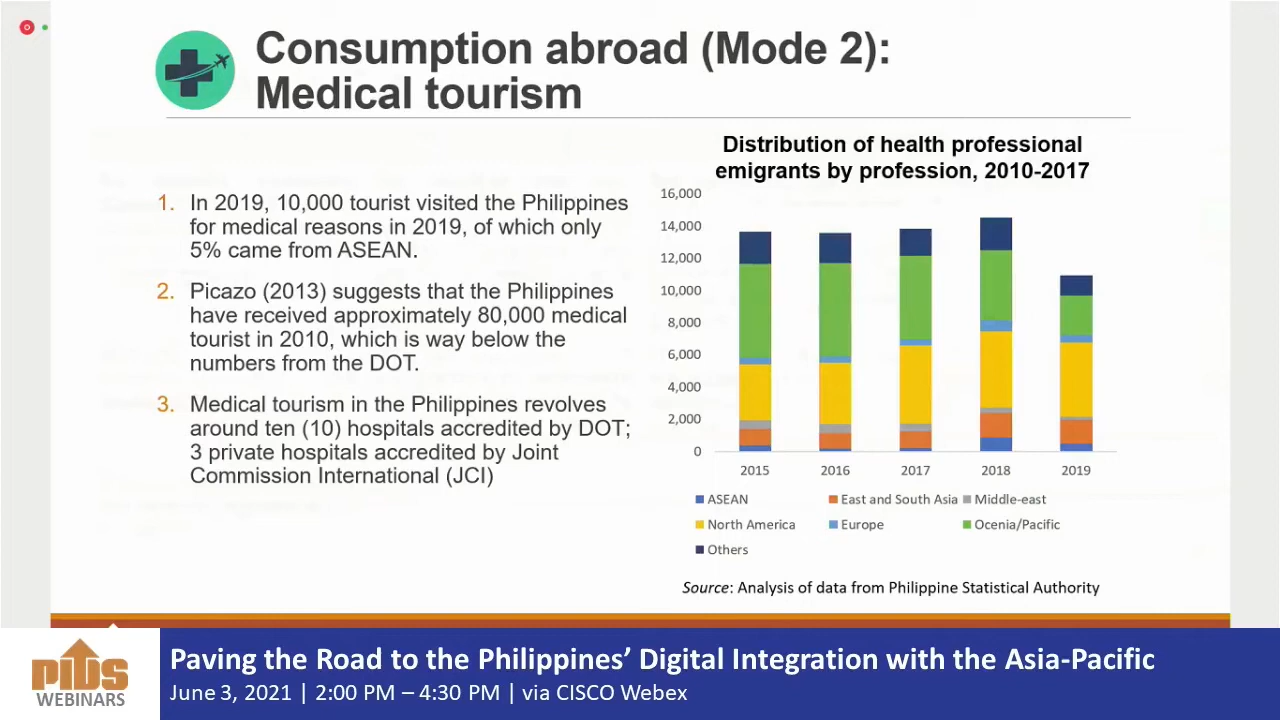 Consumption abroad (Mode 2):
Medical tourism
1. In 2019, 10,000 tourist visited the Philippines
for medical reasons in 2019, of which only
5% came from ASEAN.
2. Picazo (2013) suggests that the Philippines
have received approximately 80,000 medical
tourist in 2010, which is way below the
numbers from the DOT.
3. Medical tourism in the Philippines revolves
around ten (10) hospitals accredited by DOT;
3 private hospitals accredited by Joint
Commission International (JCI)
Distribution of health professional
emigrants by profession, 2010-2017
16,000
14,000
12,000
10,000
8,000
6,000
4,000
2,000
0
2015 2016 2017 2018 2019
ASEAN East and South Asia Middle-east
North America Europe Ocenia/Pacific
Others
Source: Analysis of data from Philippine Statistical Authority
PIDS
WEBINARS
Paving the Road to the Philippines' Digital Integration with the Asia-Pacific
June 3, 2021 | 2:00 PM – 4:30 PM | via CISCO Webex